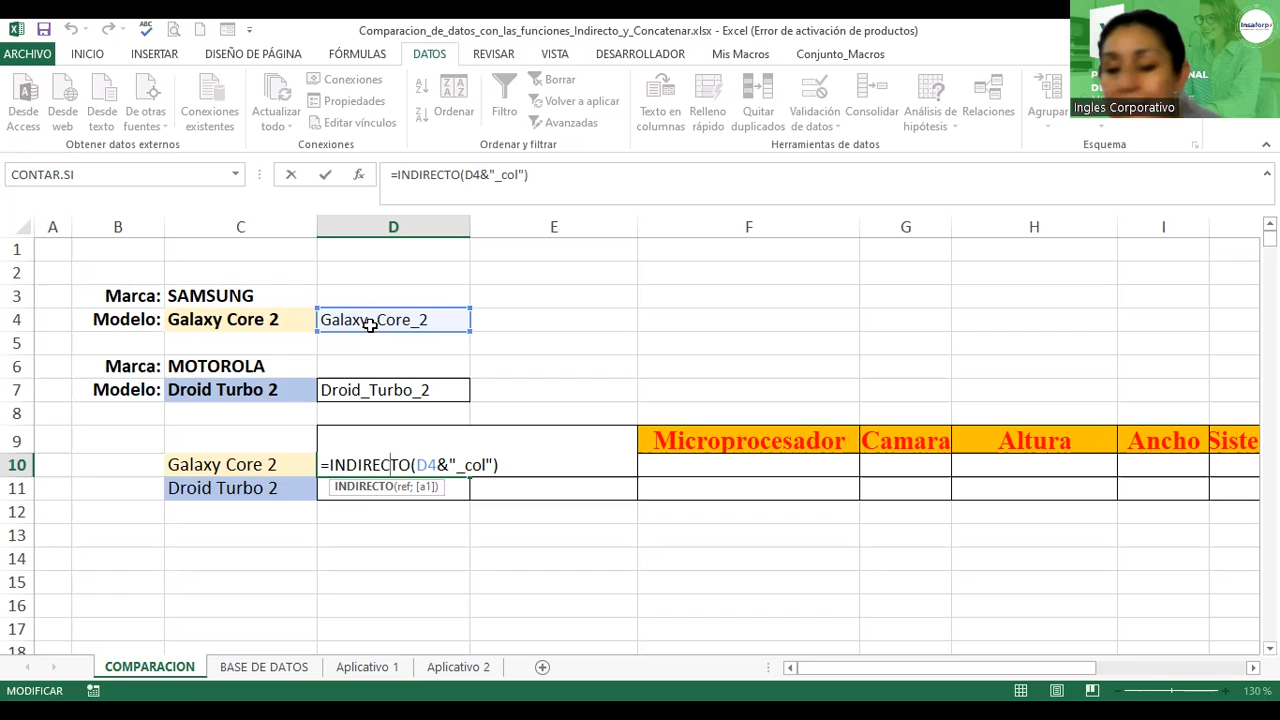 Comparacion_de_datos_con_las_funciones_Indirecto_y_Concatenar.xlsx - Excel (Error de activación de productos)
ARCHIVO INICIO INSERTAR DISEÑO DE PÁGINA FÓRMULAS DATOS REVISAR VISTA DESARROLLADOR Mis Macros Conjunto_Macros
Desde Access
Desde web
Desde texto
De otras fuentes
Obtener datos externos
Conexiones existentes
Actualizar todo
Conexiones
Propiedades
Editar vínculos
Conexiones
Ordenar
Filtro
Borrar
Volver a aplicar
Avanzadas
Ordenar y filtrar
Texto en columnas
Relleno rápido
Quitar duplicados
Validación de datos
Consolidar
Análisis de hipótesis
Relaciones
Herramientas de datos
Agrupar
Esquema
Insaforp
Ingles Corporativo
CONTAR.SI
=INDIRECTO(D4&"_col")
A B C D E F G H I
1
2
3 Marca: SAMSUNG
4 Modelo: Galaxy Core 2 Galaxy_Core_2
5
6 Marca: MOTOROLA
7 Modelo: Droid Turbo 2 Droid_Turbo_2
8
9 Microprocesador Camara Altura Ancho Siste
10 Galaxy Core 2 =INDIRECTO(D4&"_col")
11 Droid Turbo 2 INDIRECTO(ref; [a1])
12
13
14
15
16
17
18
COMPARACION BASE DE DATOS Aplicativo 1 Aplicativo 2
MODIFICAR
130 %